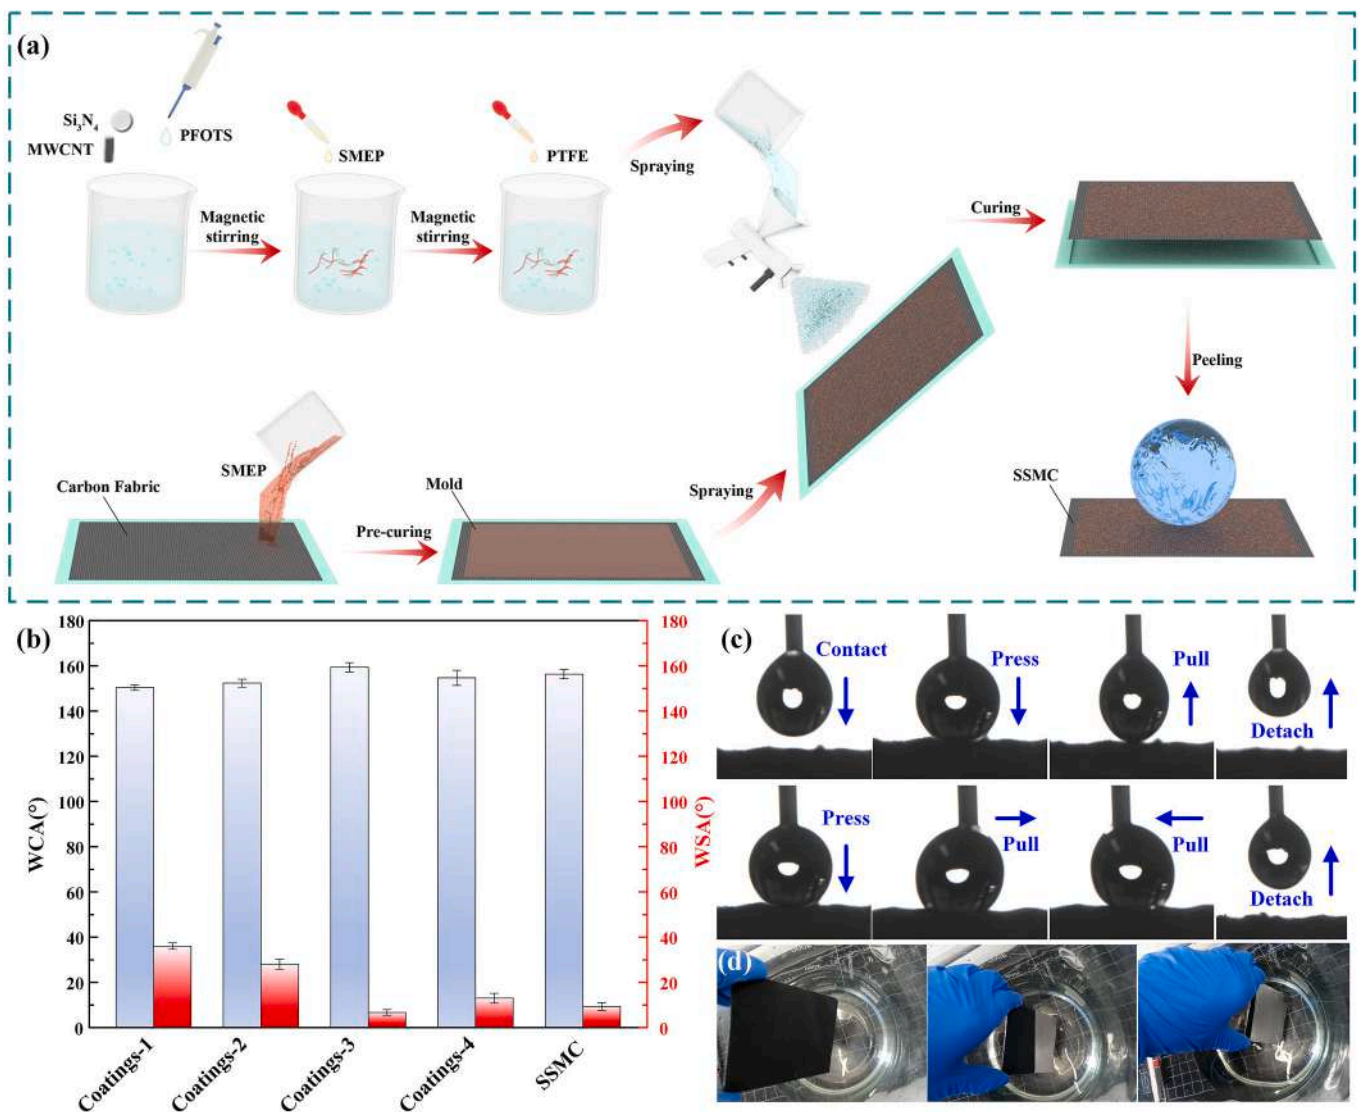 (a)
Si3N4
MWCNT
PFOTS
SMEP
PTFE
Spraying
Magnetic
stirring
Magnetic
stirring
Curing
Peeling
SMEP
Carbon Fabric
Pre-curing
Mold
Spraying
SSMC
(b)
WCA(°)
180
160
140
120
100
80
60
40
20
0
180
160
140
120
100
80
60
40
20
0
WSA(°)
Coatings-1
Coatings-2
Coatings-3
Coatings-4
SSMC
(c)
Contact
Press
Pull
Detach
Press
Pull
Pull
Detach
(d)